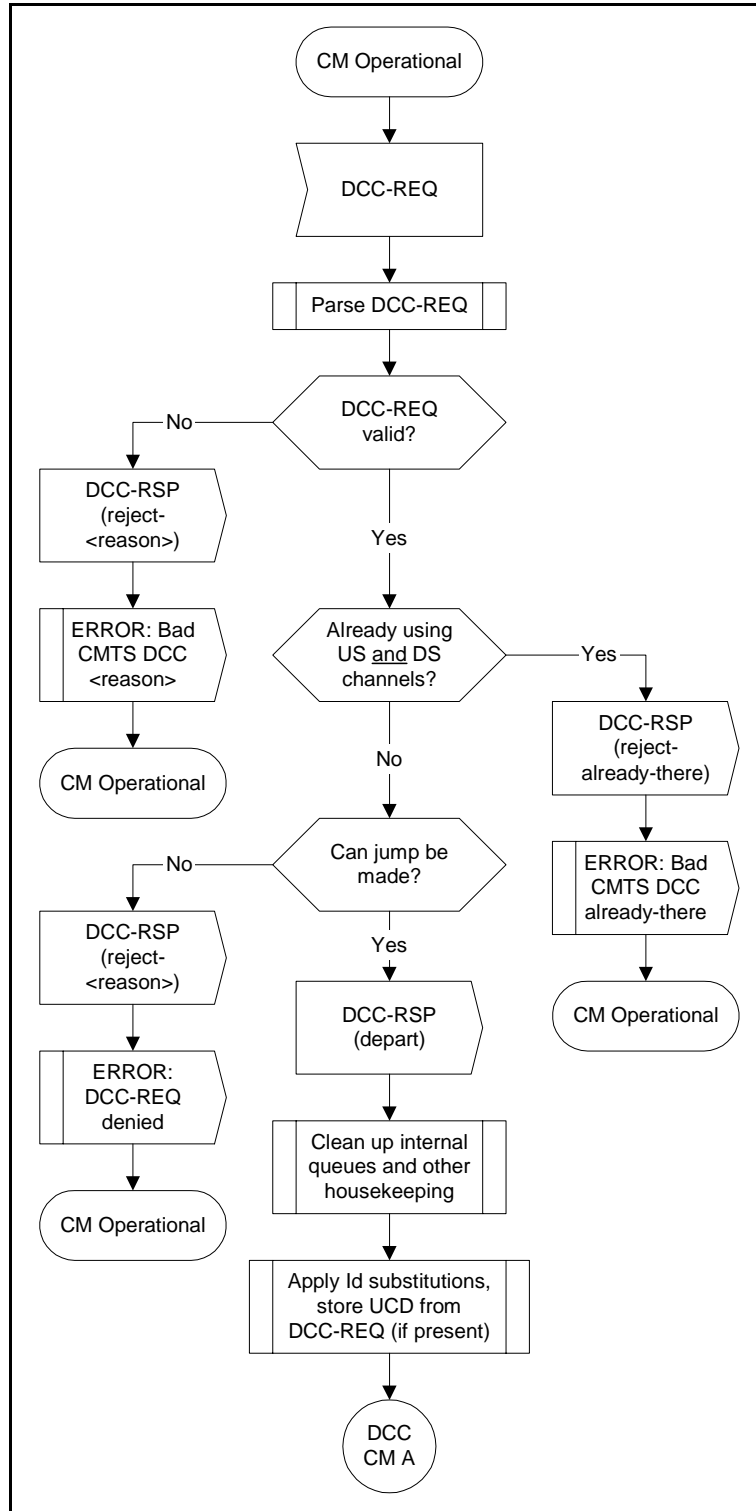 CM Operational
DCC-REQ
Parse DCC-REQ
DCC-REQ
valid?
No
DCC-RSP
(reject-
<reason>)
ERROR: Bad
CMTS DCC
<reason>
CM Operational
Yes
Already using
US and DS
channels?
Yes
DCC-RSP
(reject-
already-there)
ERROR: Bad
CMTS DCC
already-there
CM Operational
No
Can jump be
made?
No
DCC-RSP
(reject-
<reason>)
ERROR:
DCC-REQ
denied
CM Operational
Yes
DCC-RSP
(depart)
Clean up internal
queues and other
housekeeping
Apply Id substitutions,
store UCD from
DCC-REQ (if present)
DCC
CM A